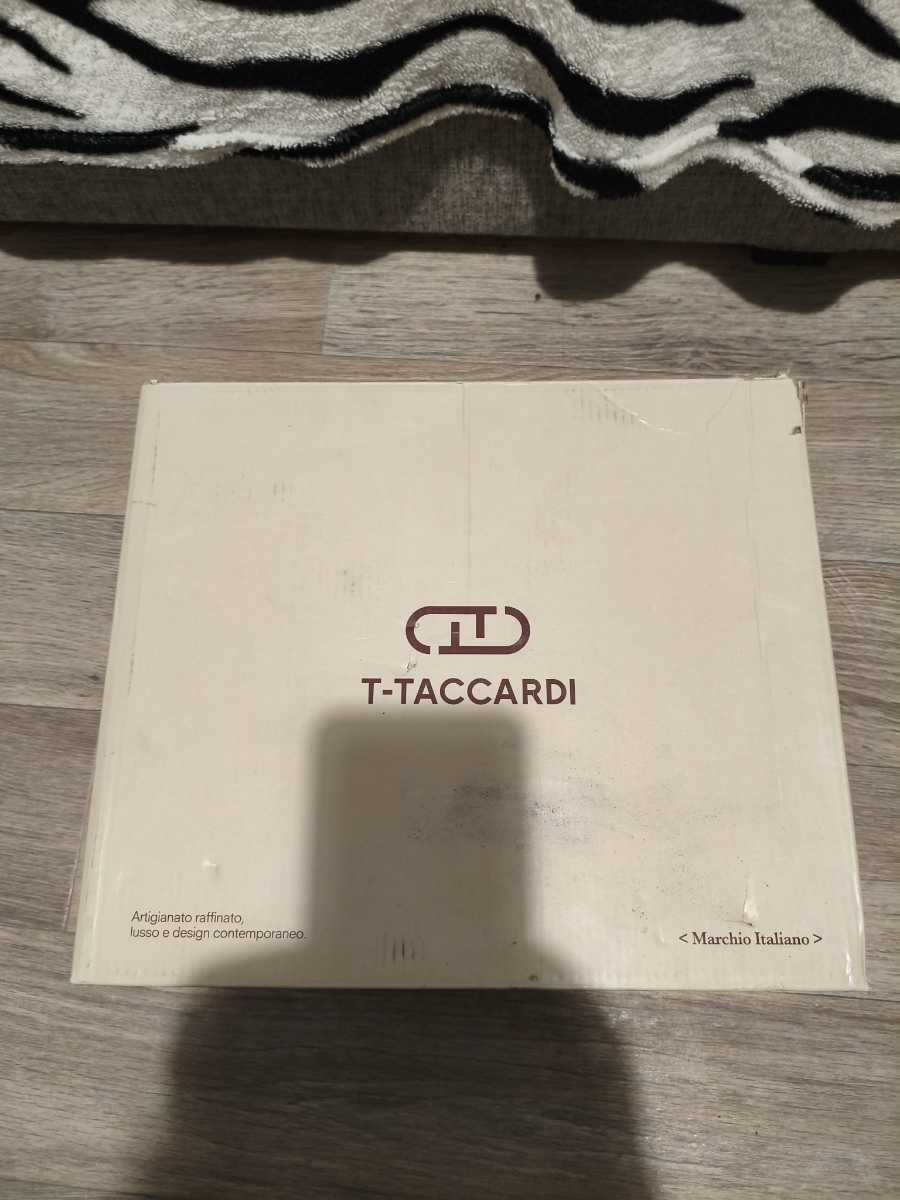 T-TACCARDI
Artigianato raffinato,
lusso e design contemporaneo.
< Marchio Italiano >